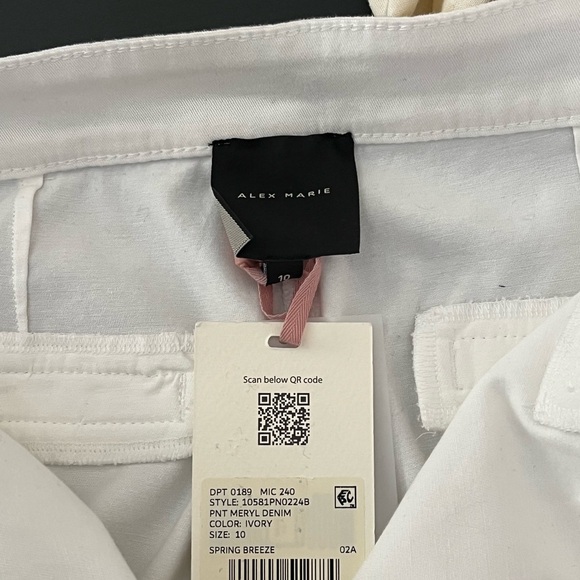 ALEX MARIE
10
Scan below QR code
DPT 0189 MIC 240
STYLE: 10581PN0224B
PNT MERYL DENIM
COLOR: IVORY
SIZE: 10
SPRING BREEZE 02A